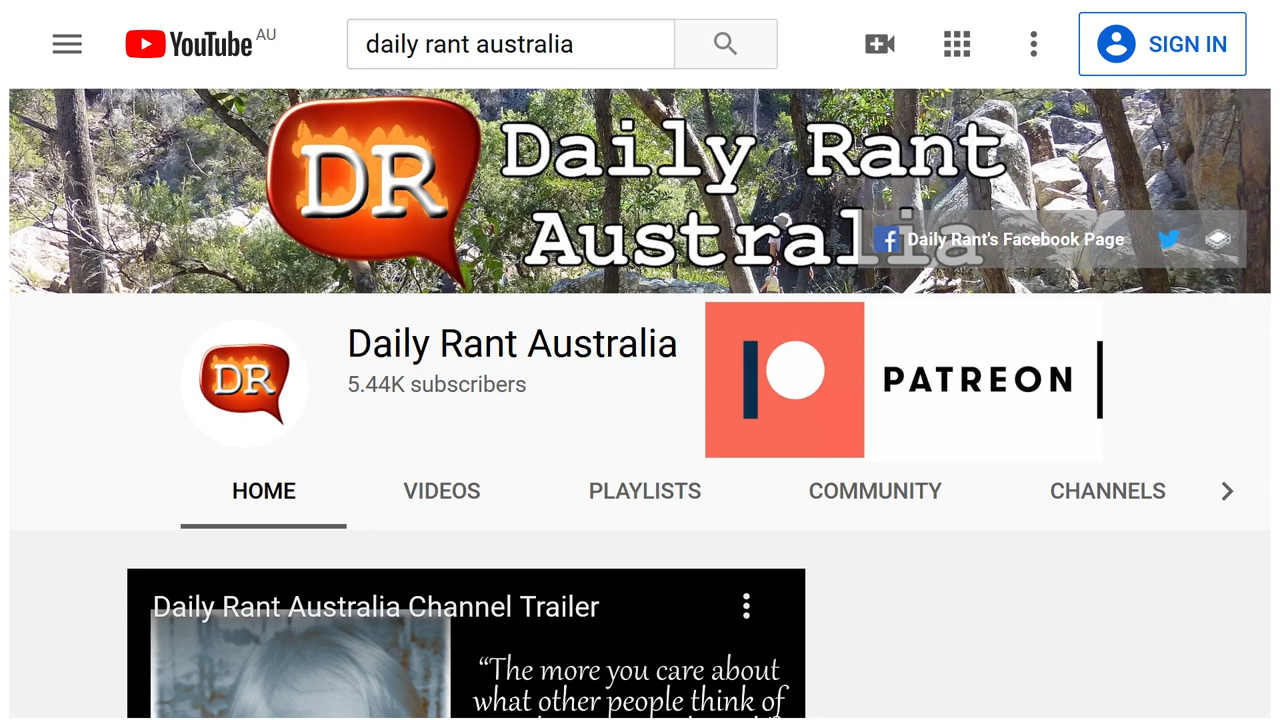 YouTube AU
daily rant australia
SIGN IN
DR
Daily Rant
Australia
Daily Rant's Facebook Page
DR
Daily Rant Australia
5.44K subscribers
PATREON
HOME VIDEOS PLAYLISTS COMMUNITY CHANNELS
Daily Rant Australia Channel Trailer
“The more you care about
what other people think of